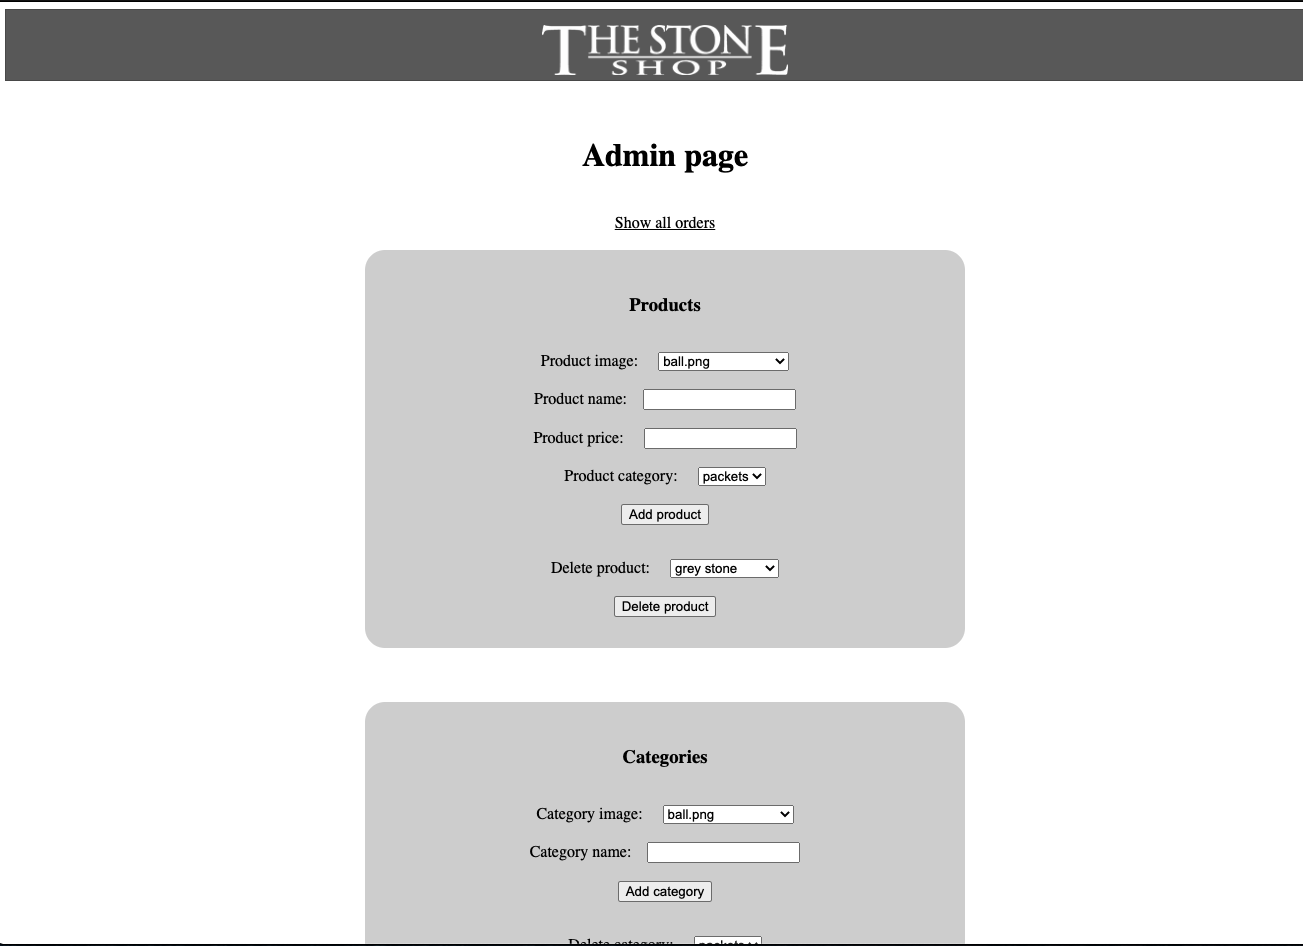 THE STONE
SHOP
Admin page
Show all orders
Products
Product image: ball.png
Product name:
Product price:
Product category: packets
Add product
Delete product: grey stone
Delete product
Categories
Category image: ball.png
Category name:
Add category
Delete category: packets